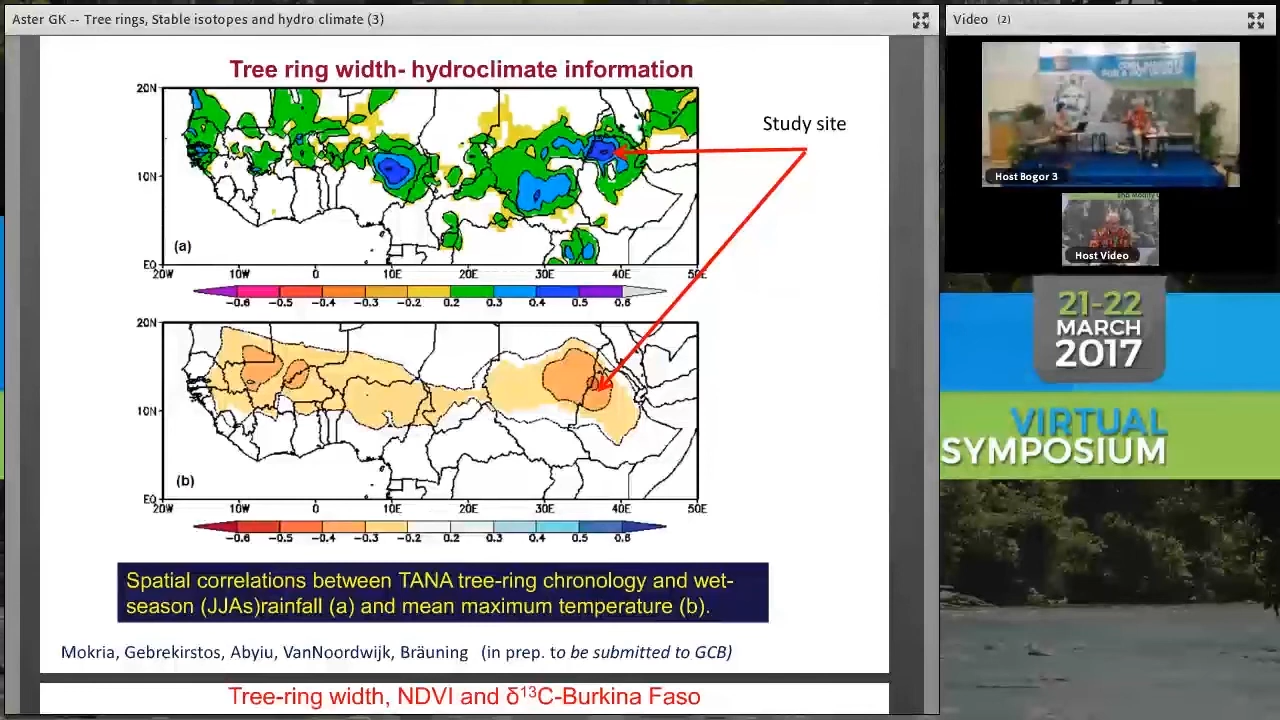 Aster GK -- Tree rings, Stable isotopes and hydro climate (3)
Video (2)
Tree ring width- hydroclimate information
Study site
20N
10N
EQ
(a)
20W 10W 0 10E 20E 30E 40E 50E
-0.6 -0.5 -0.4 -0.3 -0.2 0.2 0.3 0.4 0.5 0.6
20N
10N
EQ
(b)
20W 10W 0 10E 20E 30E 40E 50E
-0.6 -0.5 -0.4 -0.3 -0.2 0.2 0.3 0.4 0.5 0.6
Spatial correlations between TANA tree-ring chronology and wet-
season (JJAs)rainfall (a) and mean maximum temperature (b).
Mokria, Gebrekirstos, Abyiu, VanNoordwijk, Bräuning (in prep. to be submitted to GCB)
Tree-ring width, NDVI and δ¹³C-Burkina Faso
Host Bogor 3
Host Video
21-22
MARCH
2017
VIRTUAL
SYMPOSIUM